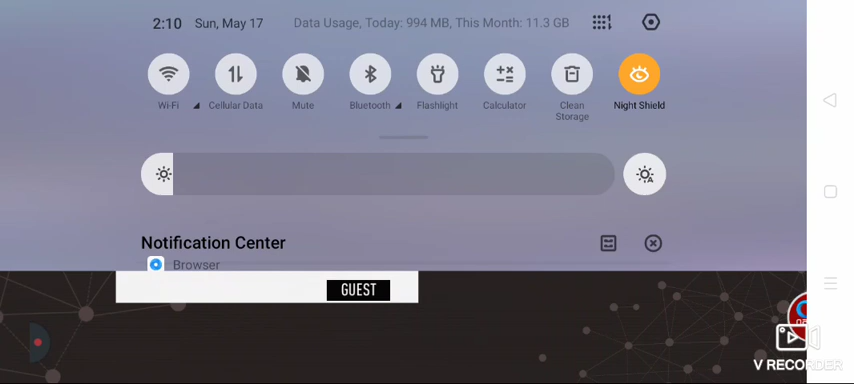 2:10 Sun, May 17 Data Usage, Today: 994 MB, This Month: 11.3 GB
Wi-Fi Cellular Data Mute Bluetooth Flashlight Calculator Clean Storage Night Shield
Notification Center
Browser
GUEST
V RECORDER